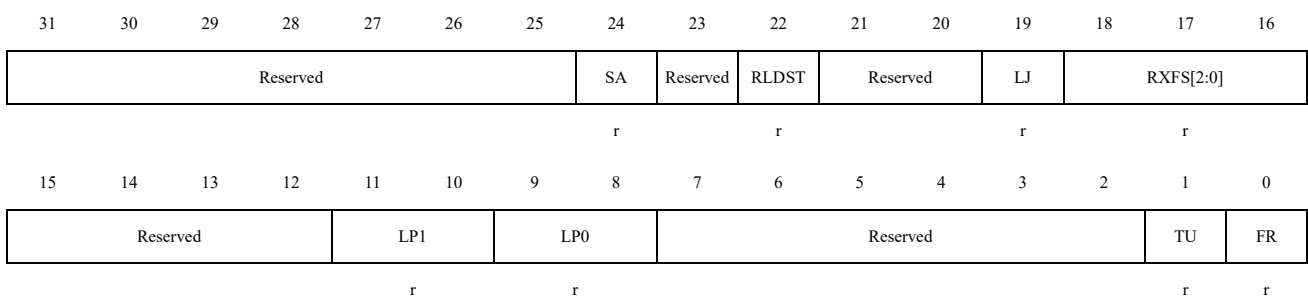 31 30 29 28 27 26 25 24 23 22 21 20 19 18 17 16
Reserved SA Reserved RLDST Reserved LJ RXFS[2:0]
r r r r
15 14 13 12 11 10 9 8 7 6 5 4 3 2 1 0
Reserved LP1 LP0 Reserved TU FR
r r r r